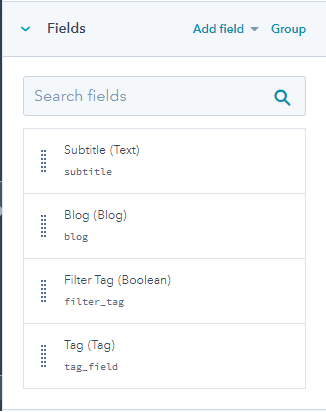 Fields Add field Group
Search fields
Subtitle (Text)
subtitle
Blog (Blog)
blog
Filter Tag (Boolean)
filter_tag
Tag (Tag)
tag_field